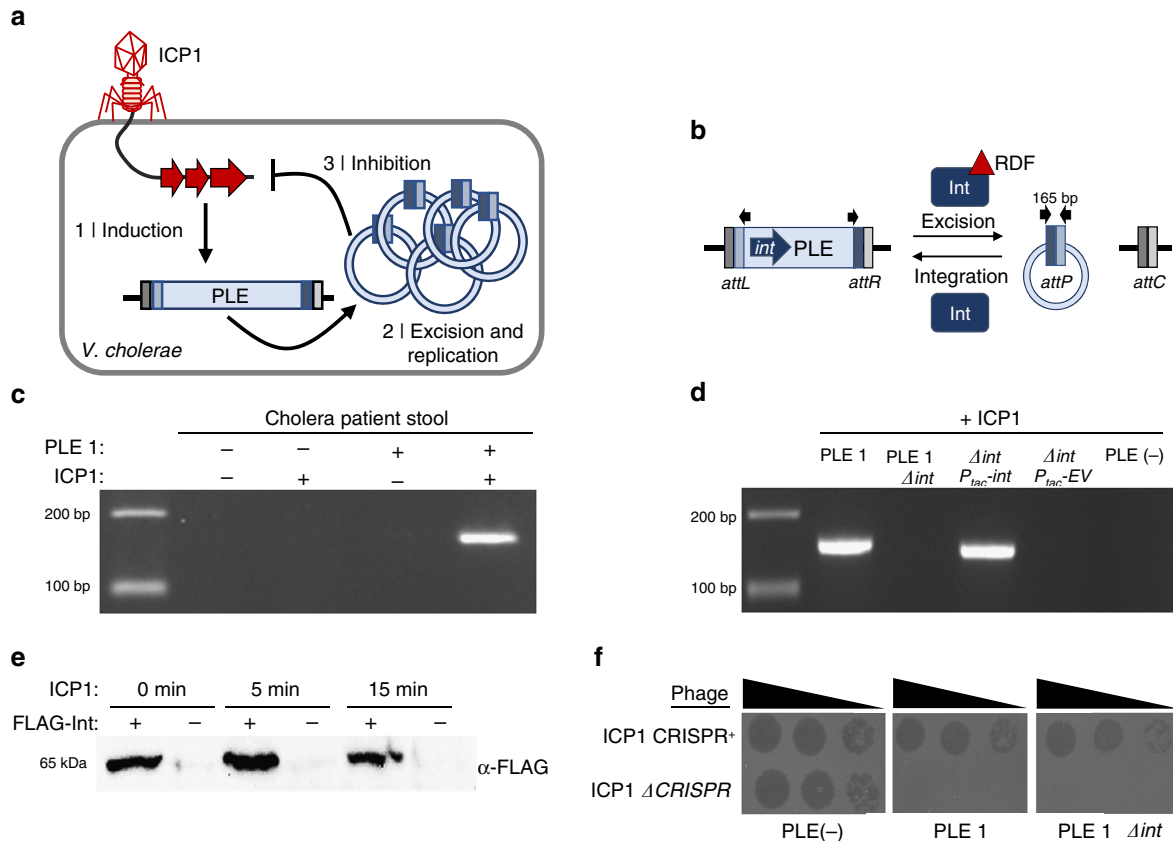 a
ICP1
3 | Inhibition
1 | Induction
PLE
2 | Excision and
replication
V. cholerae
b
RDF
Int
165 bp
Excision
int PLE
Integration
attL
attR
attP
attC
Int
c
Cholera patient stool
PLE 1: – – + +
ICP1: – + – +
200 bp
100 bp
d
+ ICP1
PLE 1
PLE 1
Δint
Δint
Ptac-int
Δint
Ptac-EV
PLE (–)
200 bp
100 bp
e
ICP1: 0 min 5 min 15 min
FLAG-Int: + – + – + –
65 kDa
α-FLAG
f
Phage
ICP1 CRISPR+
ICP1 ΔCRISPR
PLE(–) PLE 1 PLE 1 Δint